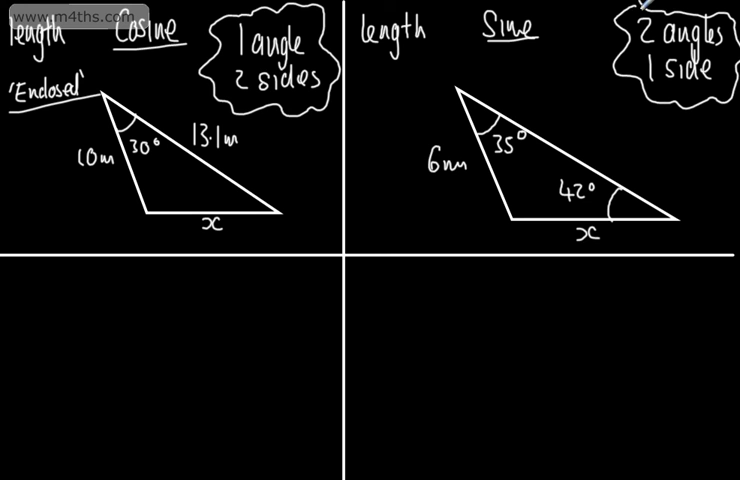 www.m4ths.com
length Cosine
1 angle
2 sides
'Enclosed'
10m
30°
13.1m
x
length Sine
2 angles
1 side
6m
35°
42°
x